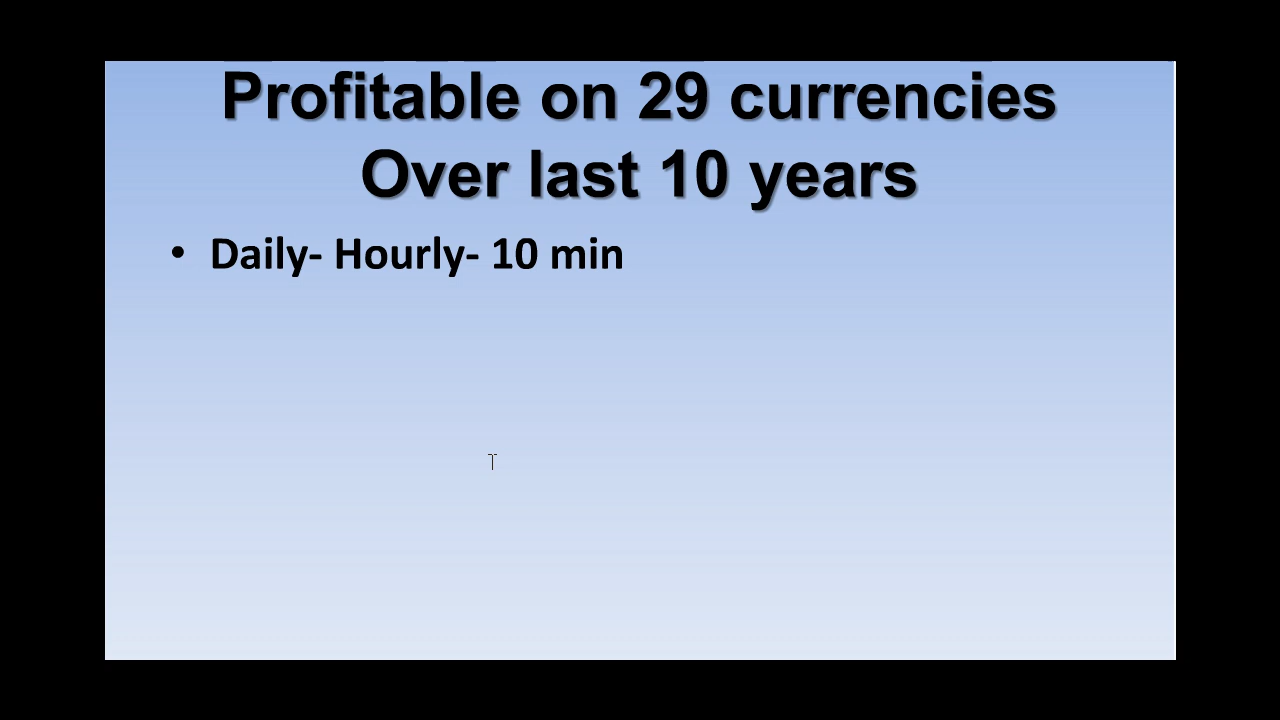 Profitable on 29 currencies
Over last 10 years
• Daily- Hourly- 10 min